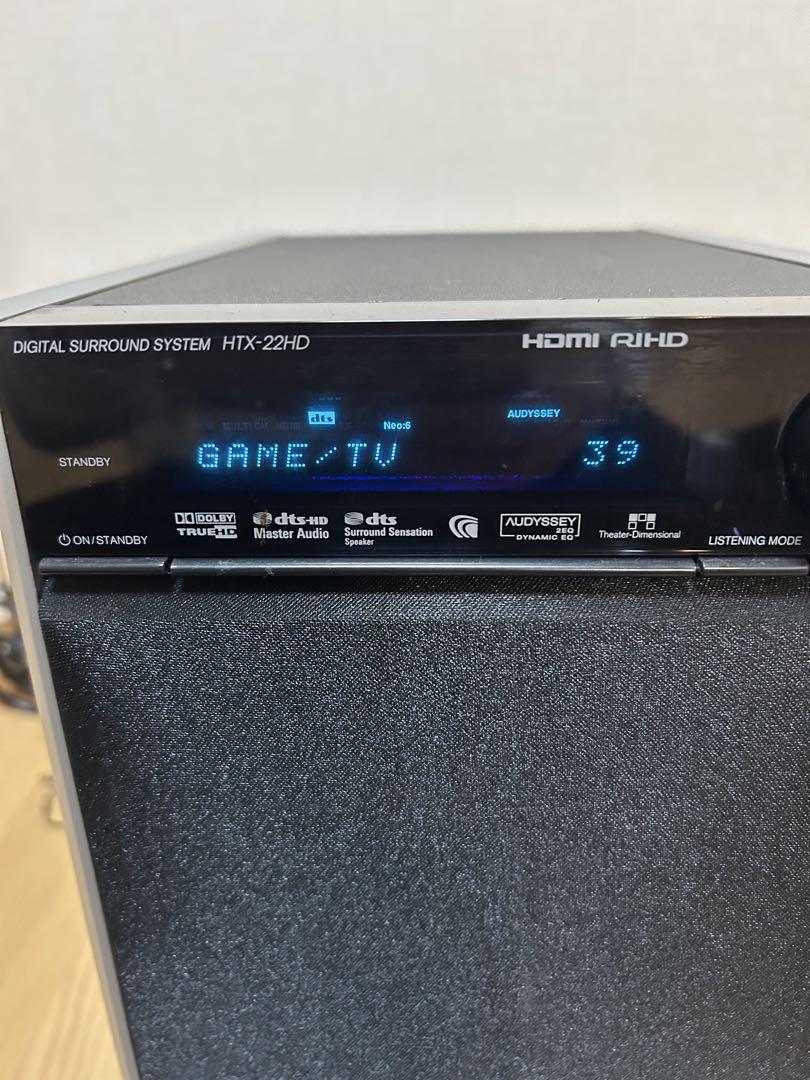 DIGITAL SURROUND SYSTEM HTX-22HD
HDMI RIHD
dts
Neo:6
AUDYSSEY
GAME/TV 39
STANDBY
ON/STANDBY
DOLBY
TRUEHD
dts-HD
Master Audio
dts
Surround Sensation
Speaker
AUDYSSEY
2EQ
DYNAMIC EQ
Theater-Dimensional
LISTENING MODE